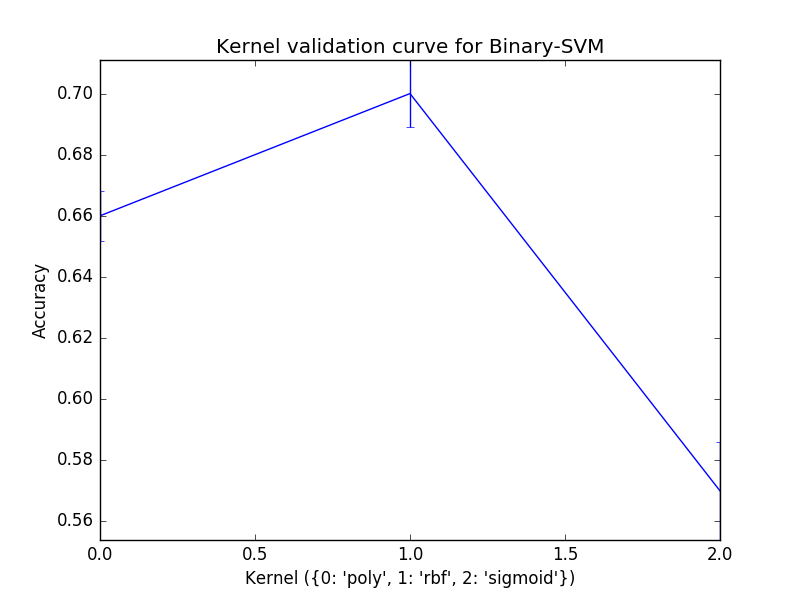 Kernel validation curve for Binary-SVM
0.70
0.68
0.66
0.64
0.62
0.60
0.58
0.56
Accuracy
0.0 0.5 1.0 1.5 2.0
Kernel ({0: 'poly', 1: 'rbf', 2: 'sigmoid'})